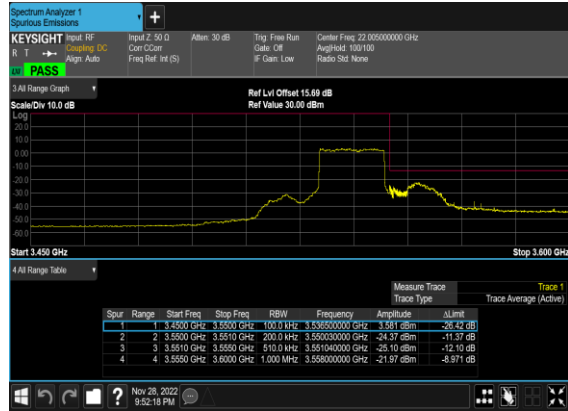 Spectrum Analyzer 1
Spurious Emissions
+
KEYSIGHT Input: RF Input Z: 50 Ω Atten: 30 dB Trig: Free Run Center Freq: 22.005000000 GHz
R T Coupling: DC Corr CCorr Gate: Off Avg|Hold: 100/100
Align: Auto Freq Ref: Int (S) IF Gain: Low Radio Std: None
PASS
3 All Range Graph Ref Lvl Offset 15.69 dB
Scale/Div 10.0 dB Ref Value 30.00 dBm
Log
20.0
10.0
0.00
-10.0
-20.0
-30.0
-40.0
-50.0
-60.0
Start 3.450 GHz Stop 3.600 GHz
4 All Range Table
Measure Trace Trace 1
Trace Type Trace Average (Active)
Spur Range Start Freq Stop Freq RBW Frequency Amplitude ΔLimit
1 1 3.4500 GHz 3.5500 GHz 100.0 kHz 3.536500000 GHz 3.581 dBm -26.42 dB
2 2 3.5500 GHz 3.5510 GHz 200.0 kHz 3.550030000 GHz -24.37 dBm -11.37 dB
3 3 3.5510 GHz 3.5550 GHz 510.0 kHz 3.551040000 GHz -25.10 dBm -12.10 dB
4 4 3.5550 GHz 3.6000 GHz 1.000 MHz 3.558000000 GHz -21.97 dBm -8.971 dB
? Nov 28, 2022
9:52:18 PM